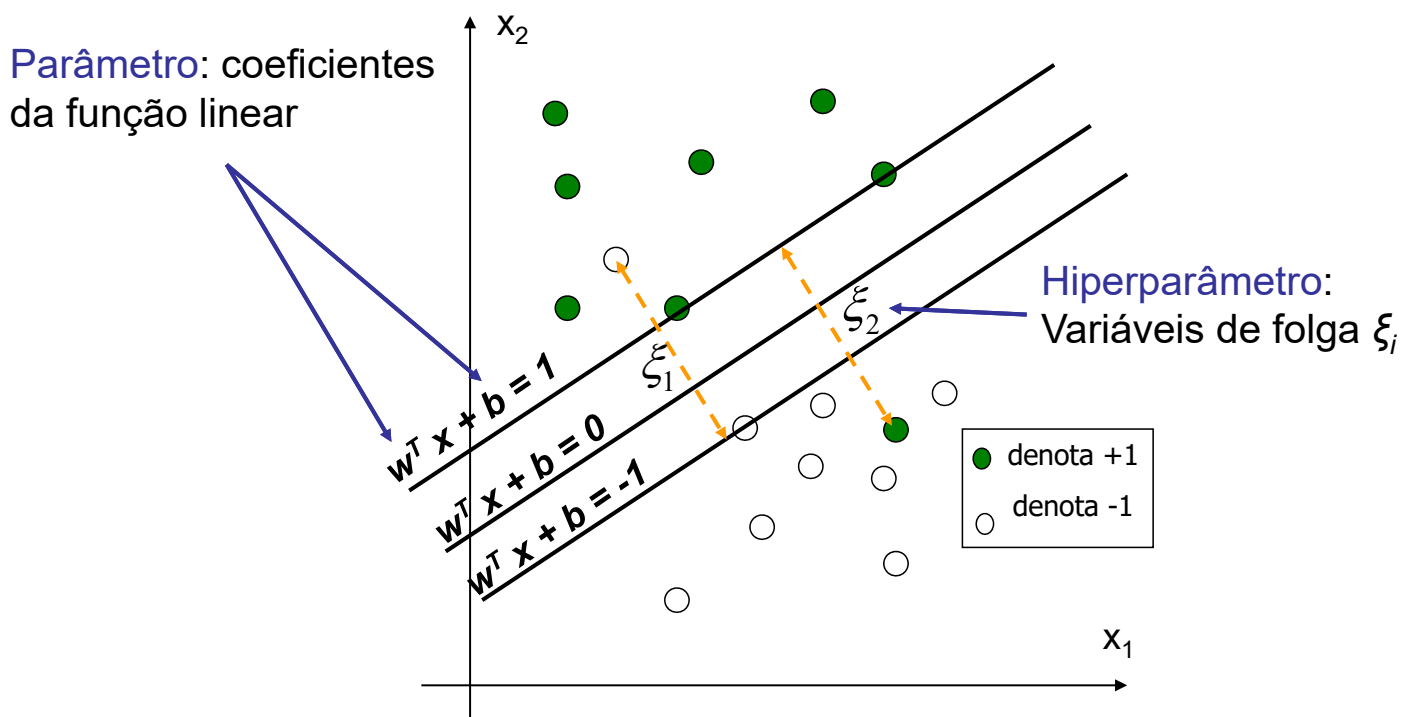 x₂
Parâmetro: coeficientes
da função linear
Hiperparâmetro:
Variáveis de folga ξᵢ
ξ₁
ξ₂
wᵀ x + b = 1
wᵀ x + b = 0
wᵀ x + b = -1
denota +1
denota -1
x₁